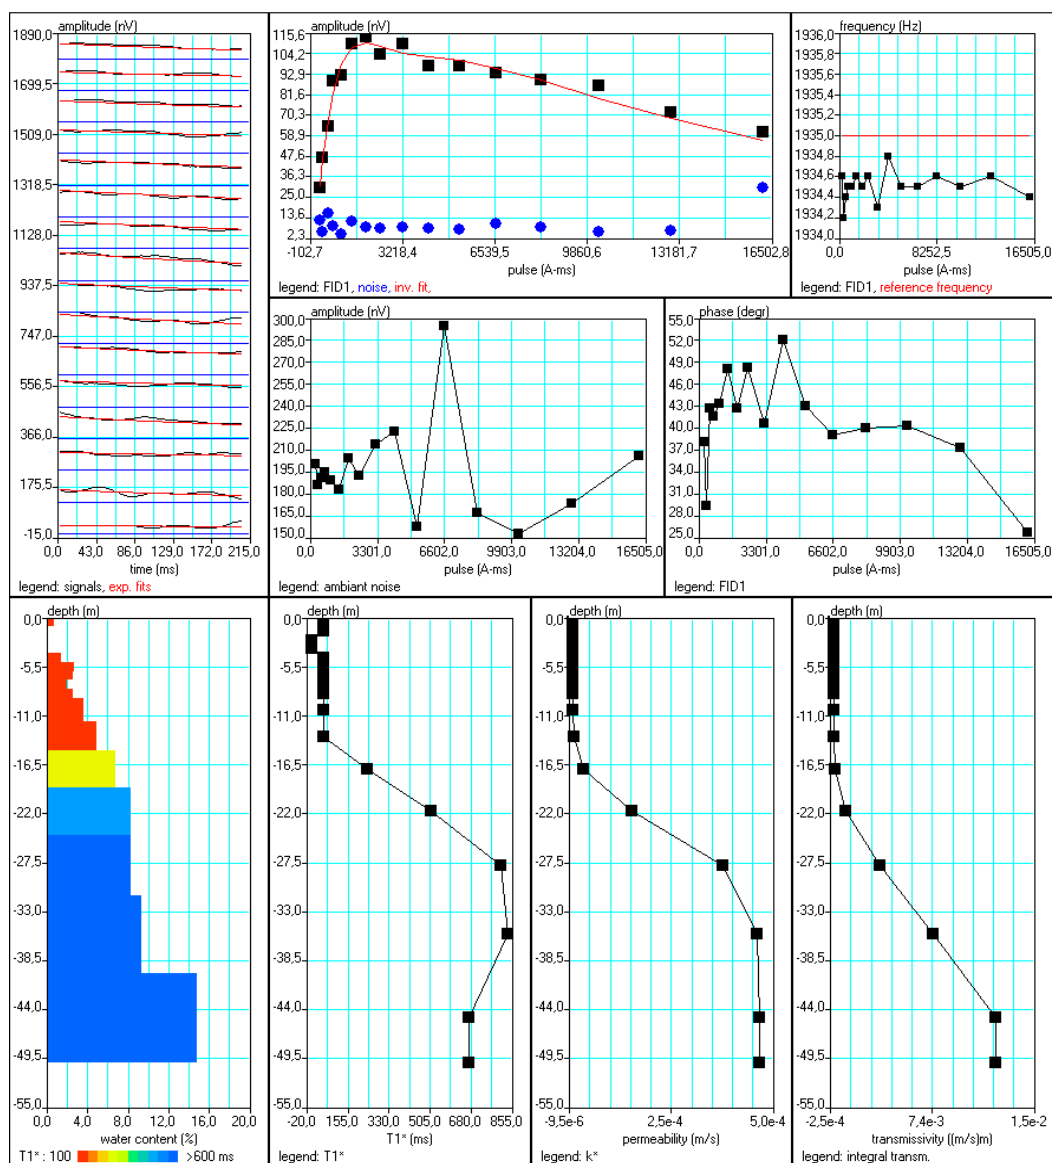 amplitude (nV)
1890,0
1699,5
1509,0
1318,5
1128,0
937,5
747,0
556,5
366,0
175,5
-15,0
0,0 43,0 86,0 129,0 172,0 215,0
time (ms)
legend: signals, exp. fits
amplitude (nV)
115,6
104,2
92,9
81,6
70,3
58,9
47,6
36,3
25,0
13,6
2,3
-102,7 3218,4 6539,5 9860,6 13181,7 16502,8
pulse (A-ms)
legend: FID1, noise, inv. fit,
frequency (Hz)
1936,0
1935,8
1935,6
1935,4
1935,2
1935,0
1934,8
1934,6
1934,4
1934,2
1934,0
0,0 8252,5 16505,0
pulse (A-ms)
legend: FID1, reference frequency
amplitude (nV)
300,0
285,0
270,0
255,0
240,0
225,0
210,0
195,0
180,0
165,0
150,0
0,0 3301,0 6602,0 9903,0 13204,0 16505,0
pulse (A-ms)
legend: ambiant noise
phase (degr)
55,0
52,0
49,0
46,0
43,0
40,0
37,0
34,0
31,0
28,0
25,0
0,0 3301,0 6602,0 9903,0 13204,0 16505,0
pulse (A-ms)
legend: FID1
depth (m)
0,0
-5,5
-11,0
-16,5
-22,0
-27,5
-33,0
-38,5
-44,0
-49,5
-55,0
0,0 4,0 8,0 12,0 16,0 20,0
water content (%)
T1* : 100 >600 ms
depth (m)
0,0
-5,5
-11,0
-16,5
-22,0
-27,5
-33,0
-38,5
-44,0
-49,5
-55,0
-20,0 155,0 330,0 505,0 680,0 855,0
T1* (ms)
legend: T1*
depth (m)
0,0
-5,5
-11,0
-16,5
-22,0
-27,5
-33,0
-38,5
-44,0
-49,5
-55,0
-9,5e-6 2,5e-4 5,0e-4
permeability (m/s)
legend: k*
depth (m)
0,0
-5,5
-11,0
-16,5
-22,0
-27,5
-33,0
-38,5
-44,0
-49,5
-55,0
-2,5e-4 7,4e-3 1,5e-2
transmissivity ((m/s)m)
legend: integral transm.